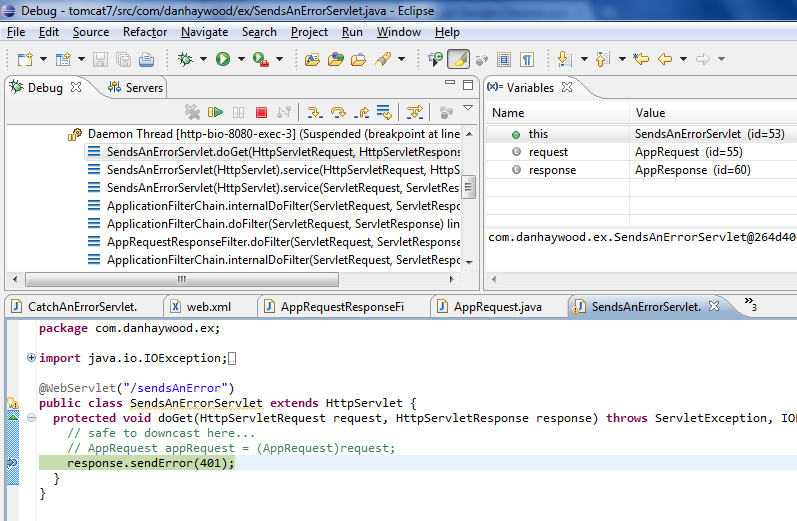 Debug - tomcat7/src/com/danhaywood/ex/SendsAnErrorServlet.java - Eclipse
File Edit Source Refactor Navigate Search Project Run Window Help
Debug Servers
Daemon Thread [http-bio-8080-exec-3] (Suspended (breakpoint at line
SendsAnErrorServlet.doGet(HttpServletRequest, HttpServletRespons
SendsAnErrorServlet(HttpServlet).service(HttpServletRequest, HttpS
SendsAnErrorServlet(HttpServlet).service(ServletRequest, ServletRes
ApplicationFilterChain.internalDoFilter(ServletRequest, ServletRespo
ApplicationFilterChain.doFilter(ServletRequest, ServletResponse) lin
AppRequestResponseFilter.doFilter(ServletRequest, ServletResponse,
ApplicationFilterChain.internalDoFilter(ServletRequest, ServletRespo
(x)= Variables
Name Value
this SendsAnErrorServlet (id=53)
request AppRequest (id=55)
response AppResponse (id=60)
com.danhaywood.ex.SendsAnErrorServlet@264d40a
CatchAnErrorServlet. web.xml AppRequestResponseFi AppRequest.java SendsAnErrorServlet. »3
package com.danhaywood.ex;
import java.io.IOException;
@WebServlet("/sendsAnError")
public class SendsAnErrorServlet extends HttpServlet {
protected void doGet(HttpServletRequest request, HttpServletResponse response) throws ServletException, IO
// safe to downcast here...
// AppRequest appRequest = (AppRequest)request;
response.sendError(401);
}
}